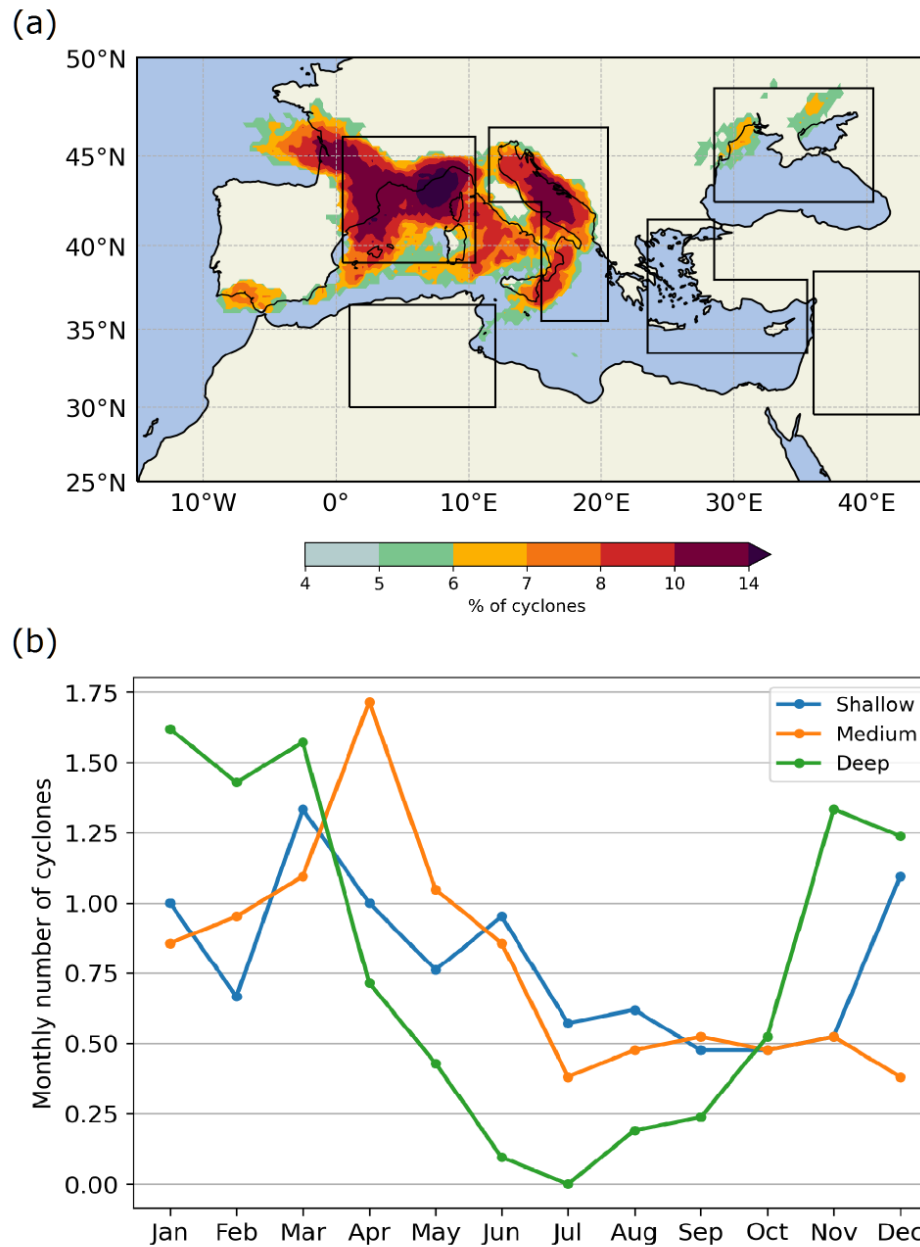 (a)
50°N
45°N
40°N
35°N
30°N
25°N
10°W 0° 10°E 20°E 30°E 40°E
4 5 6 7 8 10 14
% of cyclones
(b)
Monthly number of cyclones
1.75
1.50
1.25
1.00
0.75
0.50
0.25
0.00
Shallow
Medium
Deep
Jan Feb Mar Apr May Jun Jul Aug Sep Oct Nov Dec